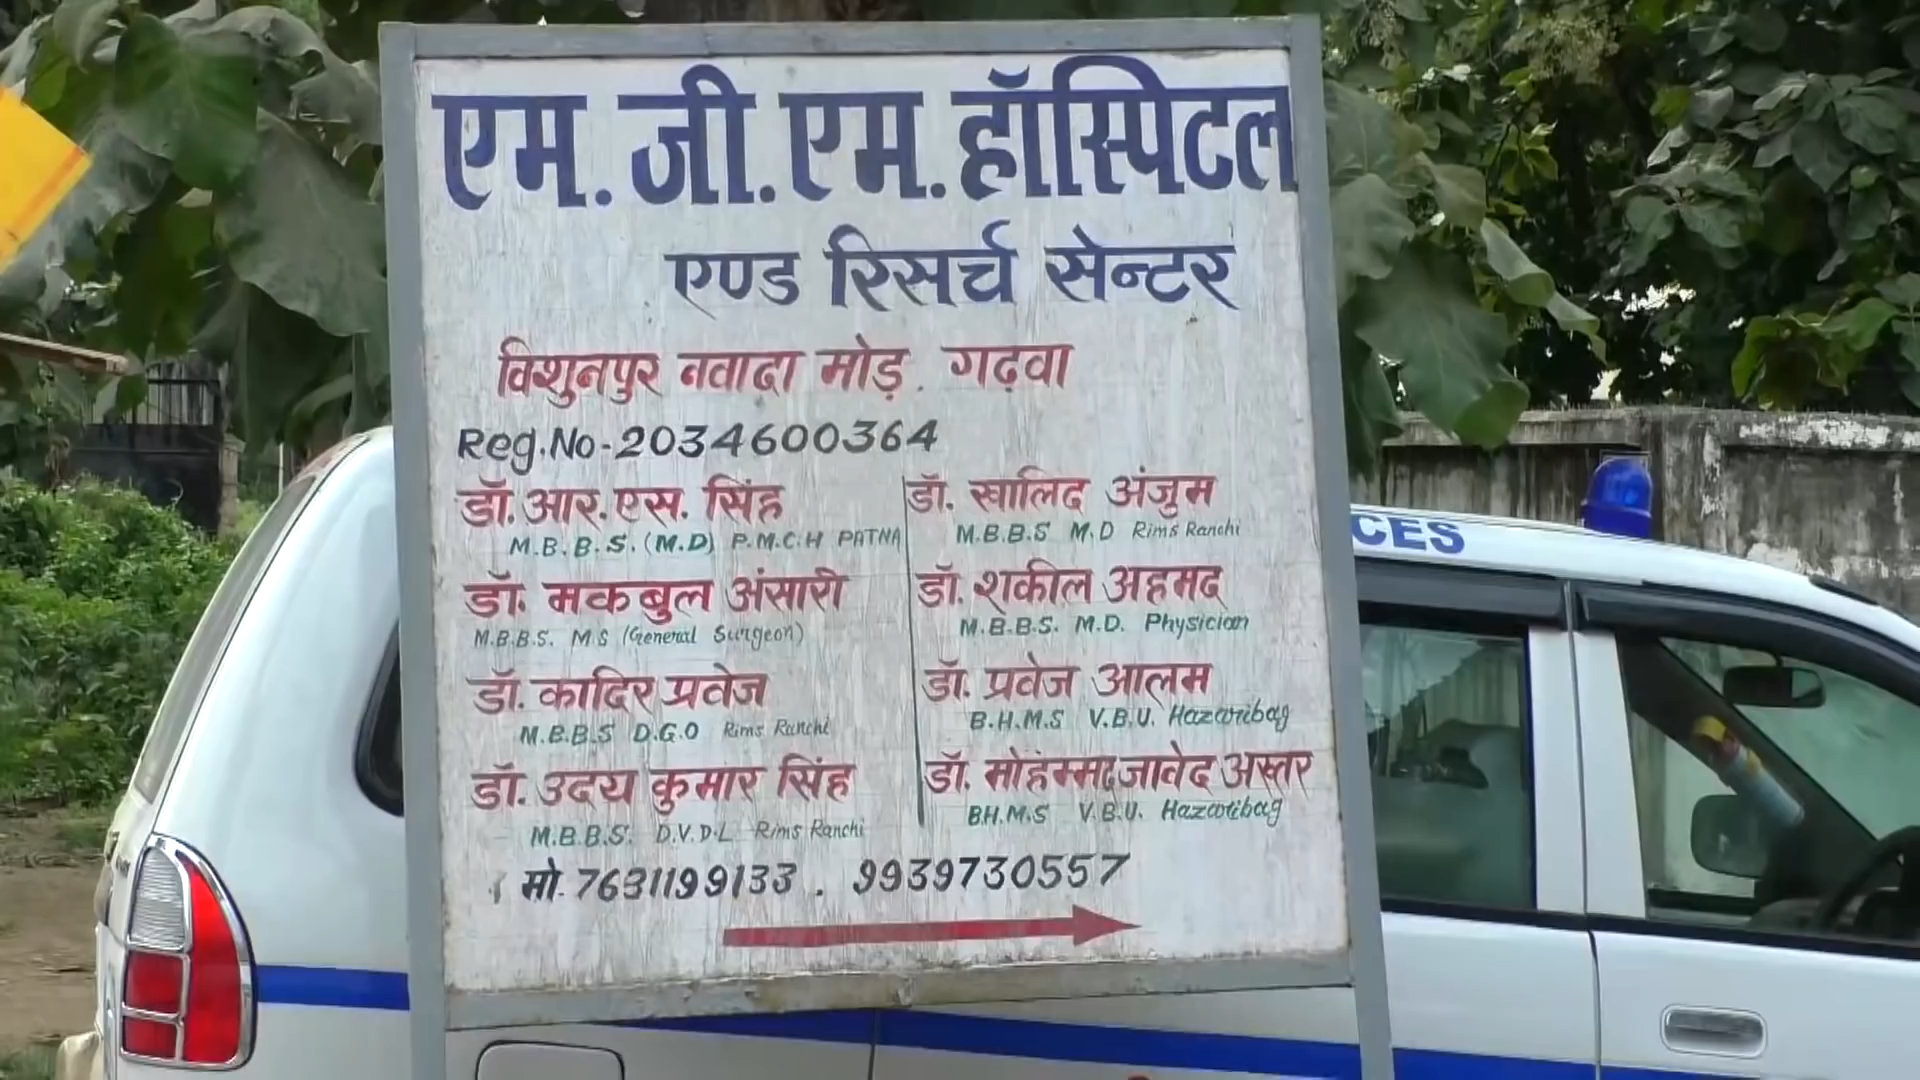 एम. जी. एम. हॉस्पिटल
एण्ड रिसर्च सेन्टर
विशुनपुर नवादा मोड़. गढ़वा
Reg.No-2034600364
डॉ. आर. एस. सिंह
M.B.B.S. (M.D) P.M.C.H PATNA
डॉ. मकबुल अंसारी
M.B.B.S. M S (General Surgeon)
डॉ. कादिर प्रवेज
M.B.B.S D.G.O Rims Ranchi
डॉ. उदय कुमार सिंह
M.B.B.S. D.V.D.L Rims Ranchi
डॉ. खालिद अंजुम
M.B.B.S M.D Rims Ranchi
डॉ. शकील अहमद
M.B.B.S. M.D. Physician
डॉ. प्रवेज आलम
B.H.M.S V.B.U. Hazaribag
डॉ. मोहम्मद जावेद अख्तर
B.H.M.S V.B.U. Hazaribag
मो. 7631199133 . 9939730557
CES